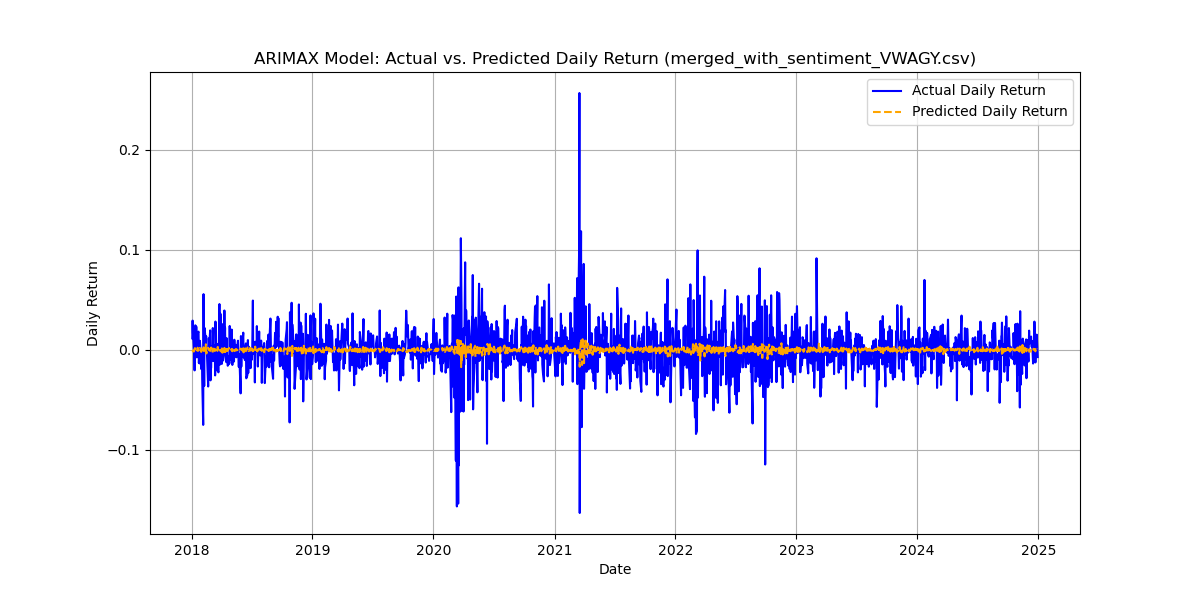 ARIMAX Model: Actual vs. Predicted Daily Return (merged_with_sentiment_VWAGY.csv)
Actual Daily Return
Predicted Daily Return
0.2
0.1
0.0
−0.1
Daily Return
2018 2019 2020 2021 2022 2023 2024 2025
Date